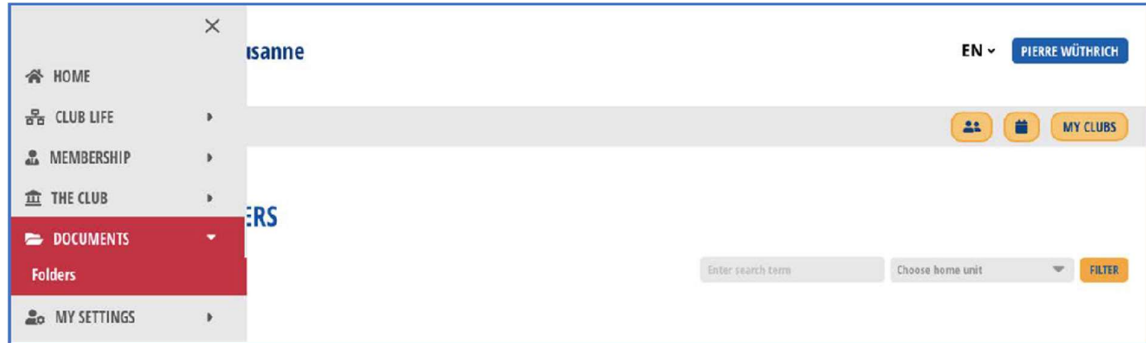 usanne
EN
PIERRE WÜTHRICH
HOME
CLUB LIFE
MEMBERSHIP
THE CLUB
DOCUMENTS
Folders
MY SETTINGS
MY CLUBS
ERS
Enter search term
Choose home unit
FILTER